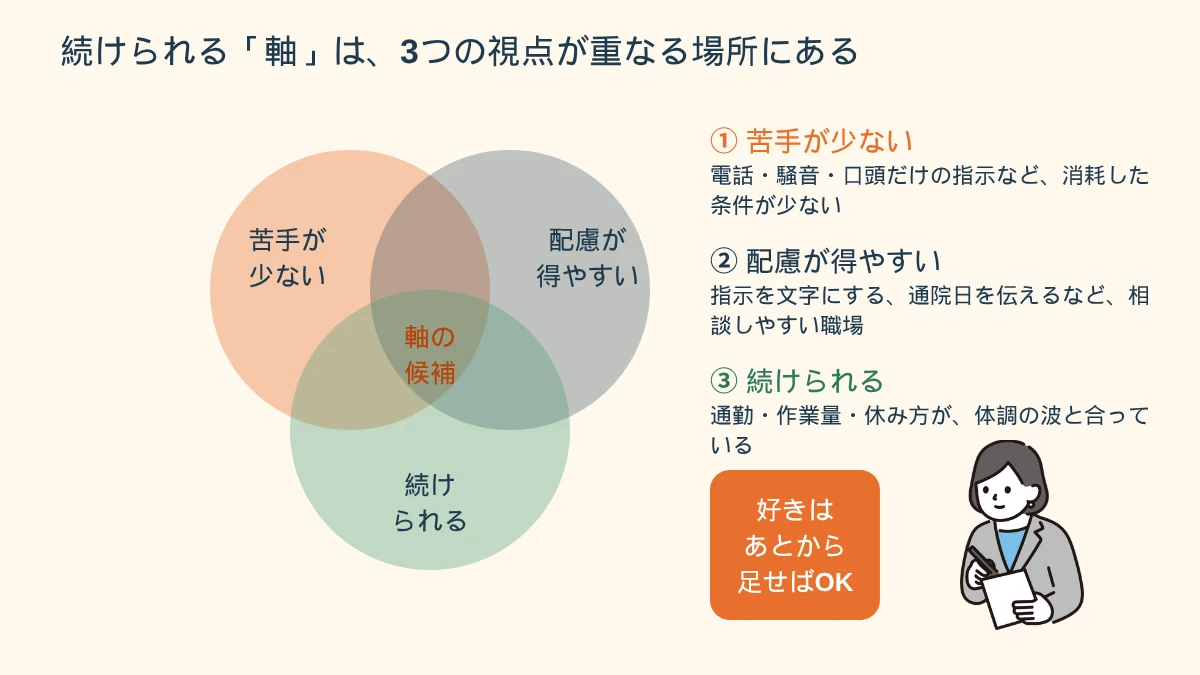 続けられる「軸」は、3つの視点が重なる場所にある
苦手が
少ない
配慮が
得やすい
軸の
候補
続け
られる
① 苦手が少ない
電話・騒音・口頭だけの指示など、消耗した
条件が少ない
② 配慮が得やすい
指示を文字にする、通院日を伝えるなど、相
談しやすい職場
③ 続けられる
通勤・作業量・休み方が、体調の波と合って
いる
好きは
あとから
足せばOK